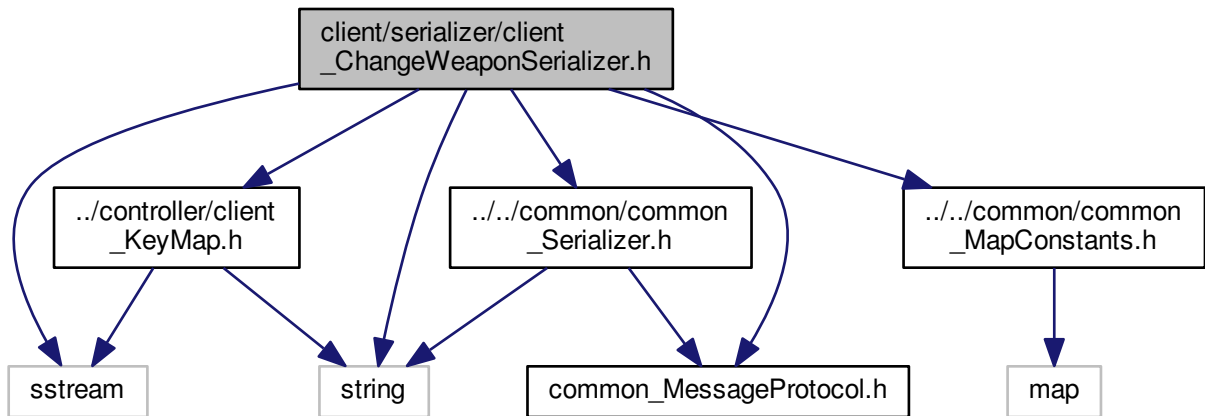 client/serializer/client
_ChangeWeaponSerializer.h
../controller/client
_KeyMap.h
../../common/common
_Serializer.h
../../common/common
_MapConstants.h
sstream
string
common_MessageProtocol.h
map